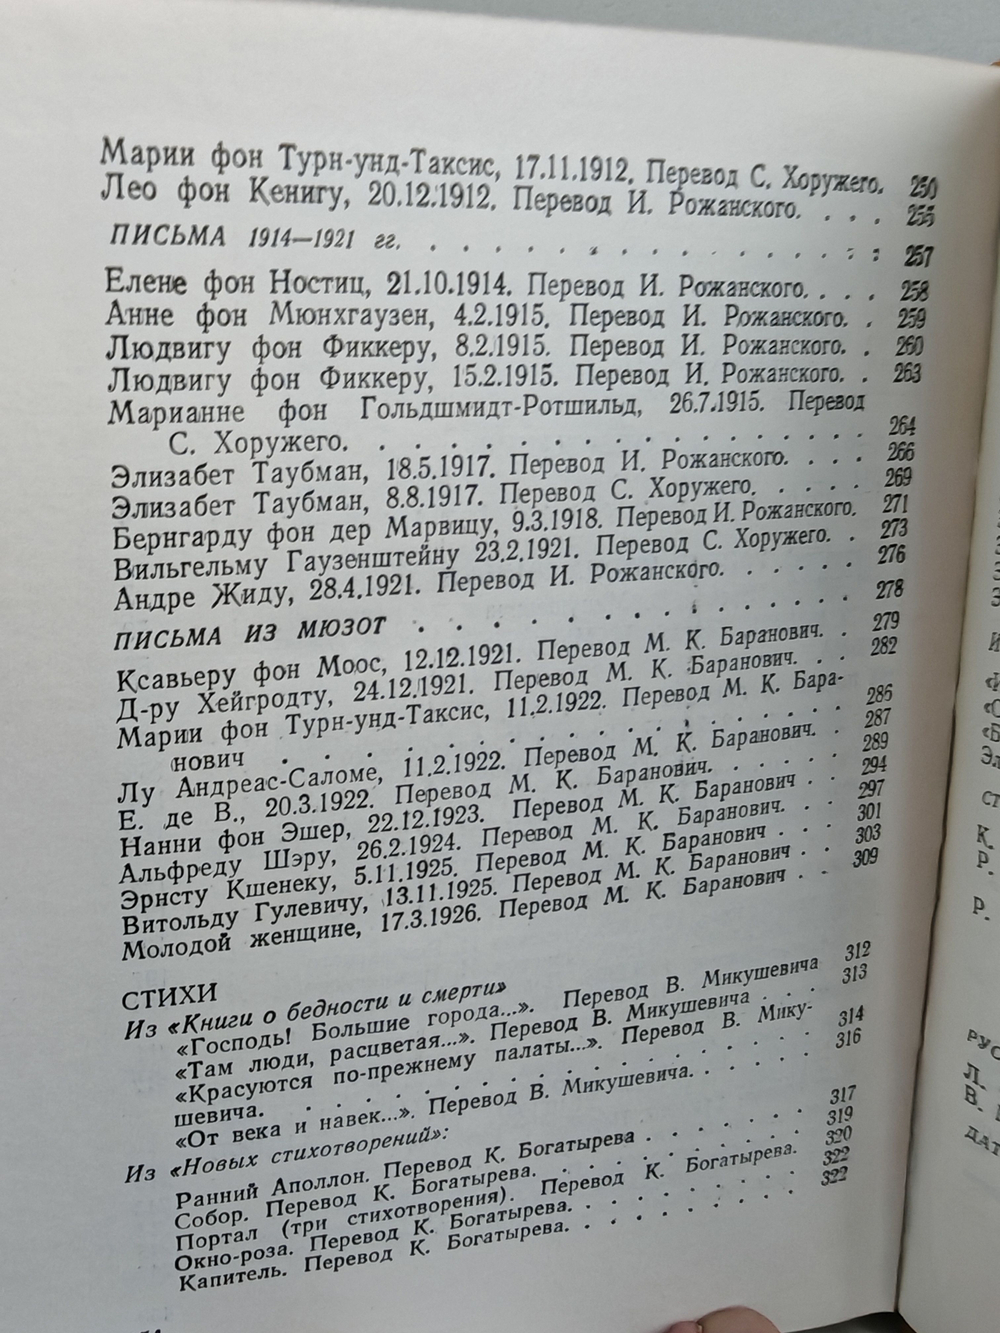 Марии фон Турн-унд-Таксис, 17.11.1912. Перевод С. Хоружего. 250
Лео фон Кенигу, 20.12.1912. Перевод И. Рожанского. . . . 255
ПИСЬМА 1914—1921 гг. . . . . . . . . . . . . . . 257
Елене фон Ностиц, 21.10.1914. Перевод И. Рожанского. . . . 258
Анне фон Мюнхгаузен, 4.2.1915. Перевод И. Рожанского. . 259
Людвигу фон Фиккеру, 8.2.1915. Перевод И. Рожанского. . 260
Людвигу фон Фиккеру, 15.2.1915. Перевод И. Рожанского. . 263
Марианне фон Гольдшмидт-Ротшильд, 26.7.1915. Перевод
С. Хоружего. . . . . . . . . . . . . . . . . 264
Элизабет Таубман, 18.5.1917. Перевод И. Рожанского. . . . 266
Элизабет Таубман, 8.8.1917. Перевод С. Хоружего. . . . . 269
Бернгарду фон дер Марвицу, 9.3.1918. Перевод И. Рожанского. 271
Вильгельму Гаузенштейну 23.2.1921. Перевод С. Хоружего. . 273
Андре Жиду, 28.4.1921. Перевод И. Рожанского. . . . . . 276
ПИСЬМА ИЗ МЮЗОТ . . . . . . . . . . . . . . 278
Ксавьеру фон Моос, 12.12.1921. Перевод М. К. Баранович. . 279
Д-ру Хейгродту, 24.12.1921. Перевод М. К. Баранович. . . 282
Марии фон Турн-унд-Таксис, 11.2.1922. Перевод М. К. Бара-
нович . . . . . . . . . . . . . . . . . 286
Лу Андреас-Саломе, 11.2.1922. Перевод М. К. Баранович. . 287
Е. де В., 20.3.1922. Перевод М. К. Баранович. . . . . . 289
Нанни фон Эшер, 22.12.1923. Перевод М. К. Баранович . . 294
Альфреду Шэру, 26.2.1924. Перевод М. К. Баранович. . . 297
Эрнсту Кшенеку, 5.11.1925. Перевод М. К. Баранович . . . 301
Витольду Гулевичу, 13.11.1925. Перевод М. К. Баранович . . 303
Молодой женщине, 17.3.1926. Перевод М. К. Баранович . . 309
СТИХИ
Из «Книги о бедности и смерти»
«Господь! Большие города...». Перевод В. Микушевича 312
«Там люди, расцветая...». Перевод В. Микушевича . . . 313
«Красуются по-прежнему палаты...». Перевод В. Мику-
шевича. . . . . . . . . . . . . . . . 314
«От века и навек...». Перевод В. Микушевича. . . . . 316
Из «Новых стихотворений»:
Ранний Аполлон. Перевод К. Богатырева . . . . . . 317
Собор. Перевод К. Богатырева. . . . . . . . . . 319
Портал (три стихотворения). Перевод К. Богатырева. 320
Окно-роза. Перевод К. Богатырева. . . . . . . . 322
Капитель. Перевод К. Богатырева. . . . . . . . 322